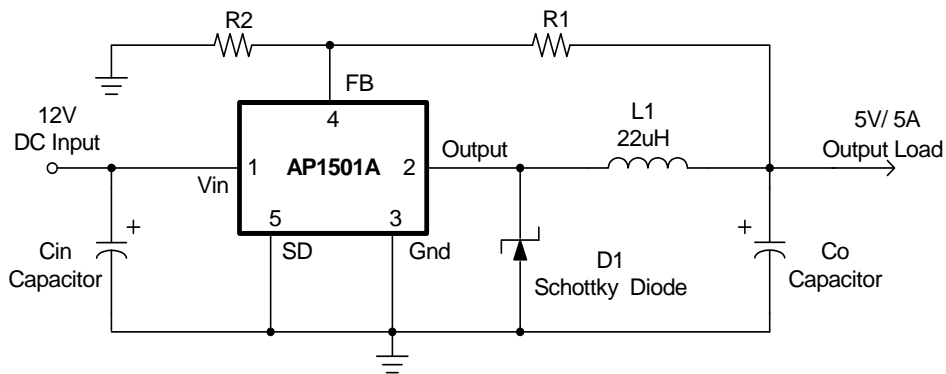 R2
R1
FB
4
12V
DC Input
L1
22uH
5V/ 5A
Output Load
Output
1
AP1501A
2
Vin
5
3
+
+
SD
Gnd
Cin
Capacitor
D1
Schottky Diode
Co
Capacitor